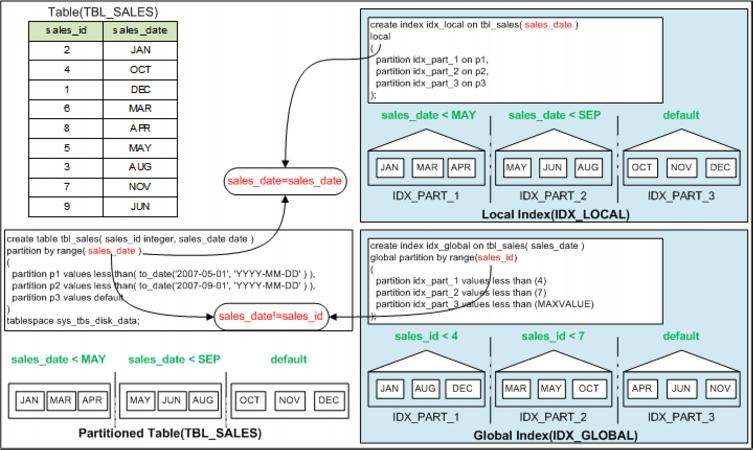 Table(TBL_SALES)
sales_id sales_date
2 JAN
4 OCT
1 DEC
6 MAR
8 APR
5 MAY
3 AUG
7 NOV
9 JUN
create index idx_local on tbl_sales( sales_date )
local
(
partition idx_part_1 on p1,
partition idx_part_2 on p2,
partition idx_part_3 on p3
);
sales_date < MAY sales_date < SEP default
JAN MAR APR MAY JUN AUG OCT NOV DEC
IDX_PART_1 IDX_PART_2 IDX_PART_3
Local Index(IDX_LOCAL)
sales_date=sales_date
create table tbl_sales( sales_id integer, sales_date date )
partition by range( sales_date )
(
partition p1 values less than( to_date('2007-05-01', 'YYYY-MM-DD' ) ),
partition p2 values less than( to_date('2007-09-01', 'YYYY-MM-DD' ) ),
partition p3 values default
)
tablespace sys_tbs_disk_data;
sales_date!=sales_id
create index idx_global on tbl_sales( sales_date )
global partition by range(sales_id)
(
partition idx_part_1 values less than (4)
partition idx_part_2 values less than (7)
partition idx_part_3 values less than (MAXVALUE)
);
sales_id < 4 sales_id < 7 default
JAN AUG DEC MAR MAY OCT APR JUN NOV
IDX_PART_1 IDX_PART_2 IDX_PART_3
Global Index(IDX_GLOBAL)
sales_date < MAY sales_date < SEP default
JAN MAR APR MAY JUN AUG OCT NOV DEC
Partitioned Table(TBL_SALES)